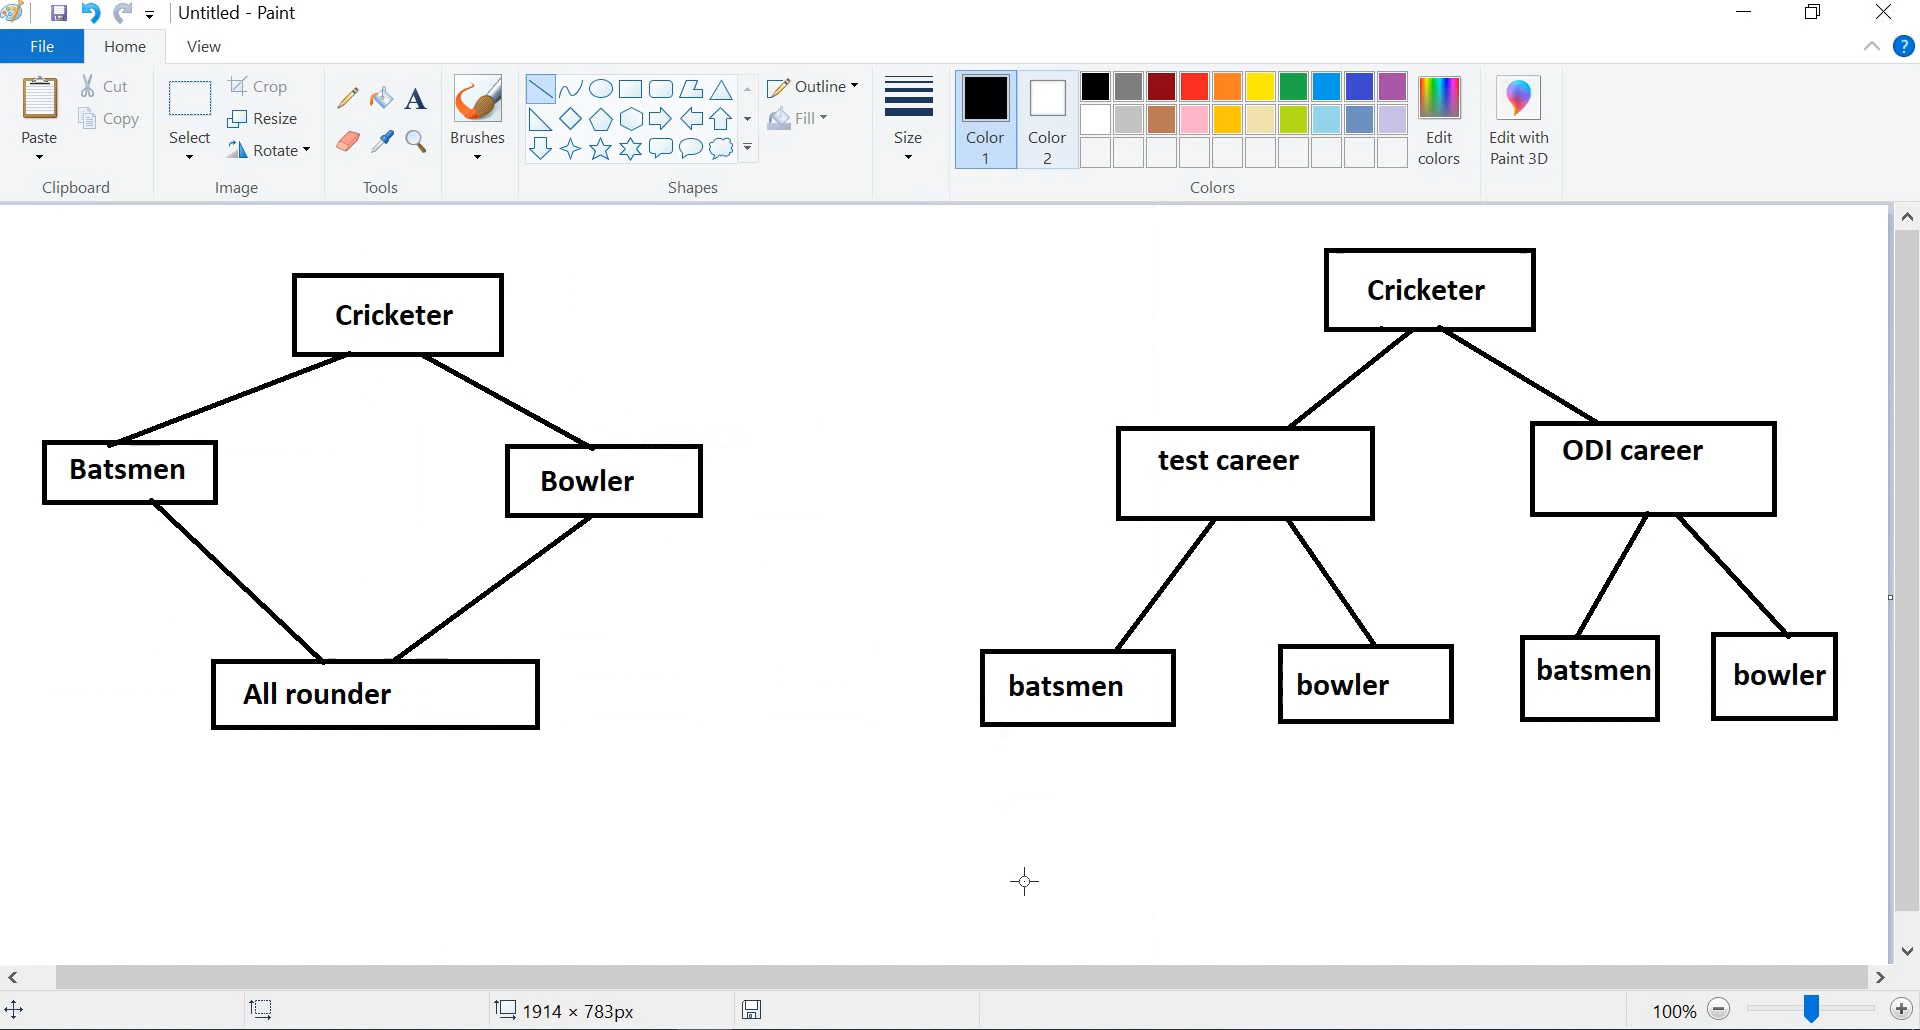 Untitled - Paint
File
Home
View
Paste
Cut
Copy
Clipboard
Select
Crop
Resize
Rotate
Image
A
Tools
Brushes
Shapes
Outline
Fill
Size
Color
1
Color
2
Colors
Edit
colors
Edit with
Paint 3D
?
Cricketer
Batsmen
Bowler
All rounder
Cricketer
test career
ODI career
batsmen
bowler
batsmen
bowler
1914 × 783px
100%